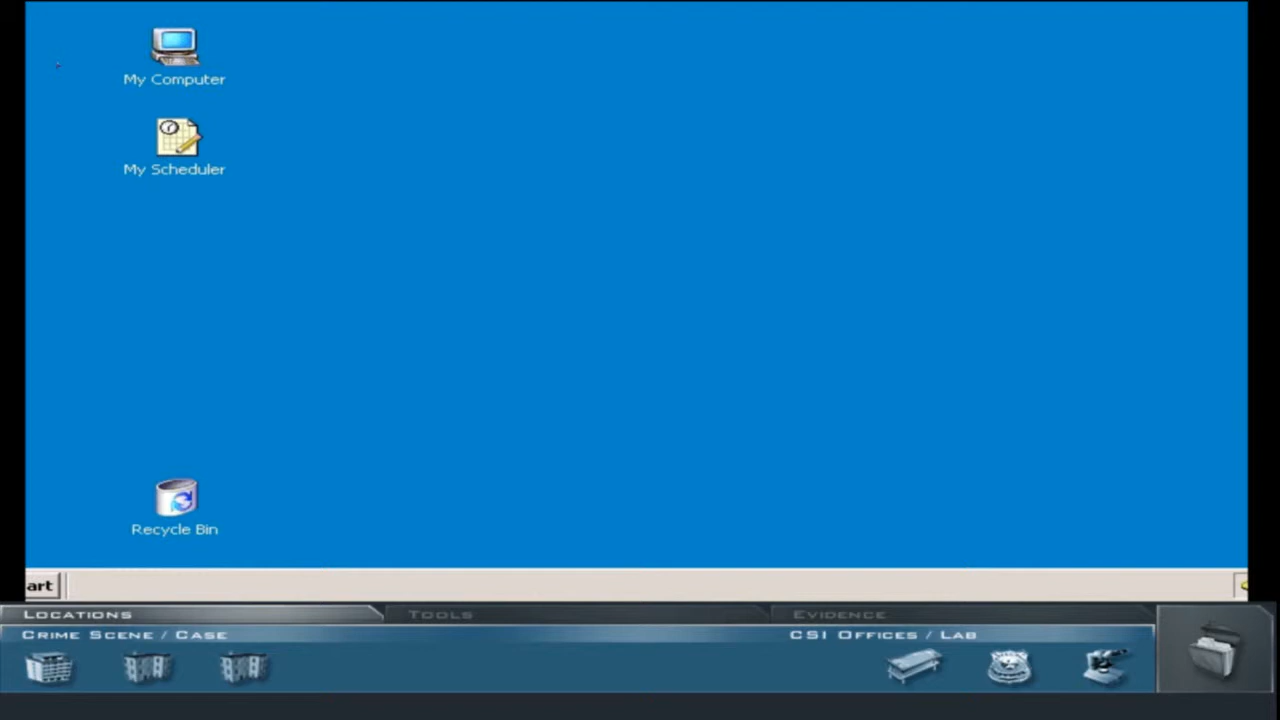 My Computer
My Scheduler
Recycle Bin
art
LOCATIONS
TOOLS
EVIDENCE
CRIME SCENE / CASE
CSI OFFICES / LAB